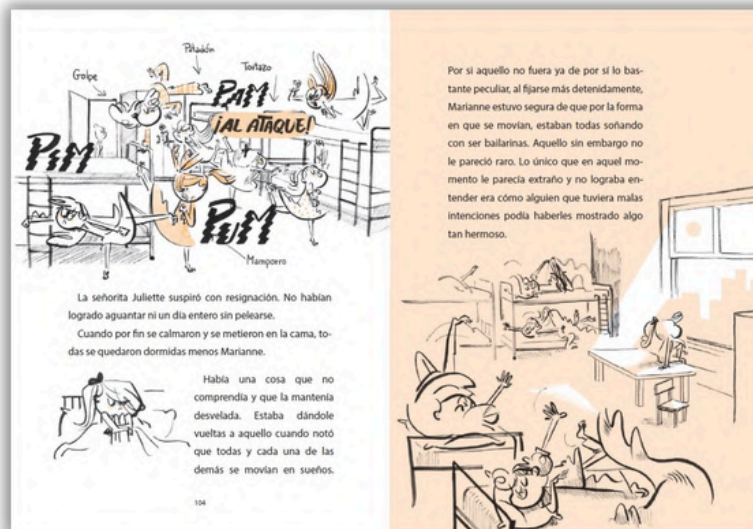 Golpe
Patadón
Tortazo
PAM
¡AL ATAQUE!
PIM
PUM
Mamporro
La señorita Juliette suspiró con resignación. No habían
logrado aguantar ni un día entero sin pelearse.
Cuando por fin se calmaron y se metieron en la cama, to-
das se quedaron dormidas menos Marianne.
Había una cosa que no
comprendía y que la mantenía
desvelada. Estaba dándole
vueltas a aquello cuando notó
que todas y cada una de las
demás se movían en sueños.
104
Por si aquello no fuera ya de por sí lo bas-
tante peculiar, al fijarse más detenidamente,
Marianne estuvo segura de que por la forma
en que se movían, estaban todas soñando
con ser bailarinas. Aquello sin embargo no
le pareció raro. Lo único que en aquel mo-
mento le parecía extraño y no lograba en-
tender era cómo alguien que tuviera malas
intenciones podía haberles mostrado algo
tan hermoso.